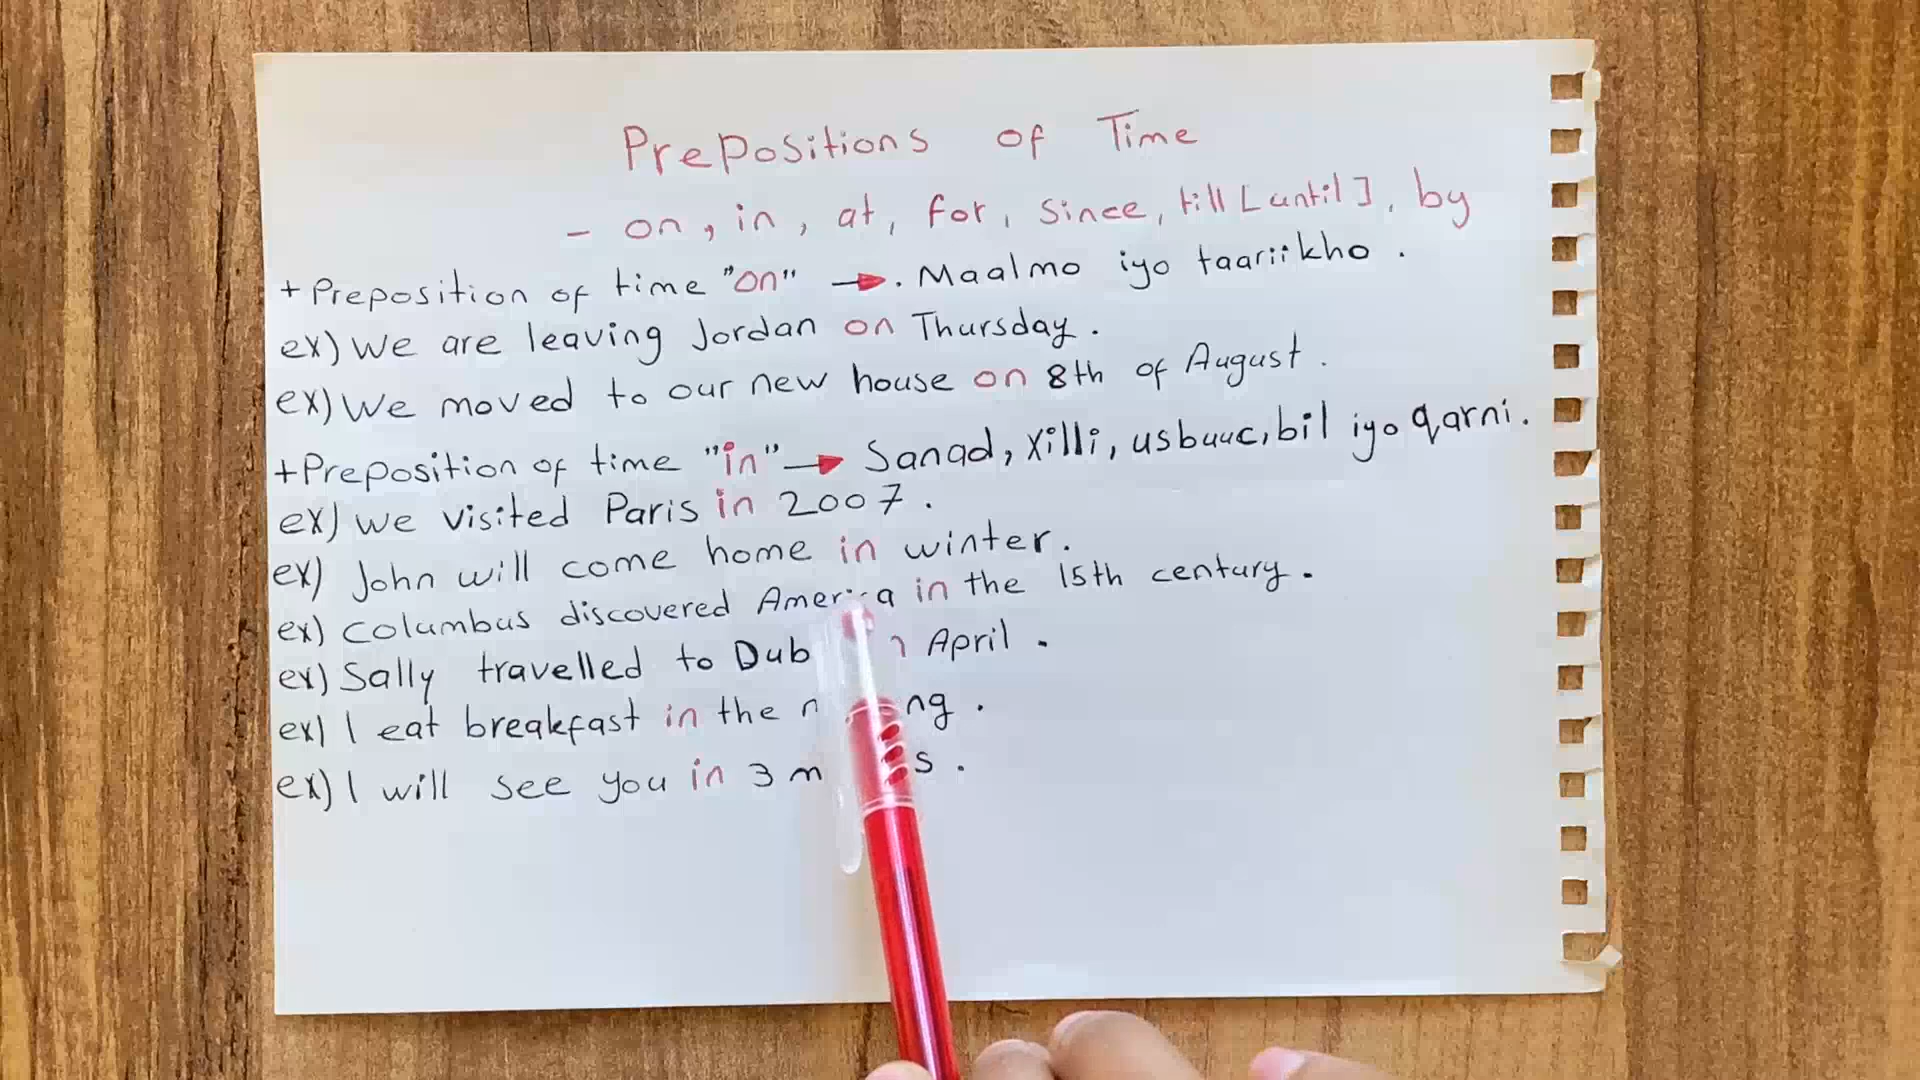 Prepositions of Time
- on, in, at, for, since, till [until], by
+Preposition of time "on" → . Maalmo iyo taariikho .
ex) We are leaving Jordan on Thursday.
ex) We moved to our new house on 8th of August.
+Preposition of time "in" → Sanad, xilli, usbuuc, bil iyo qarni.
ex) we visited Paris in 2007.
ex) John will come home in winter.
ex) Columbus discovered America in the 15th century.
ex) Sally travelled to Dub April.
ex) I eat breakfast in the
ex) I will see you in 3